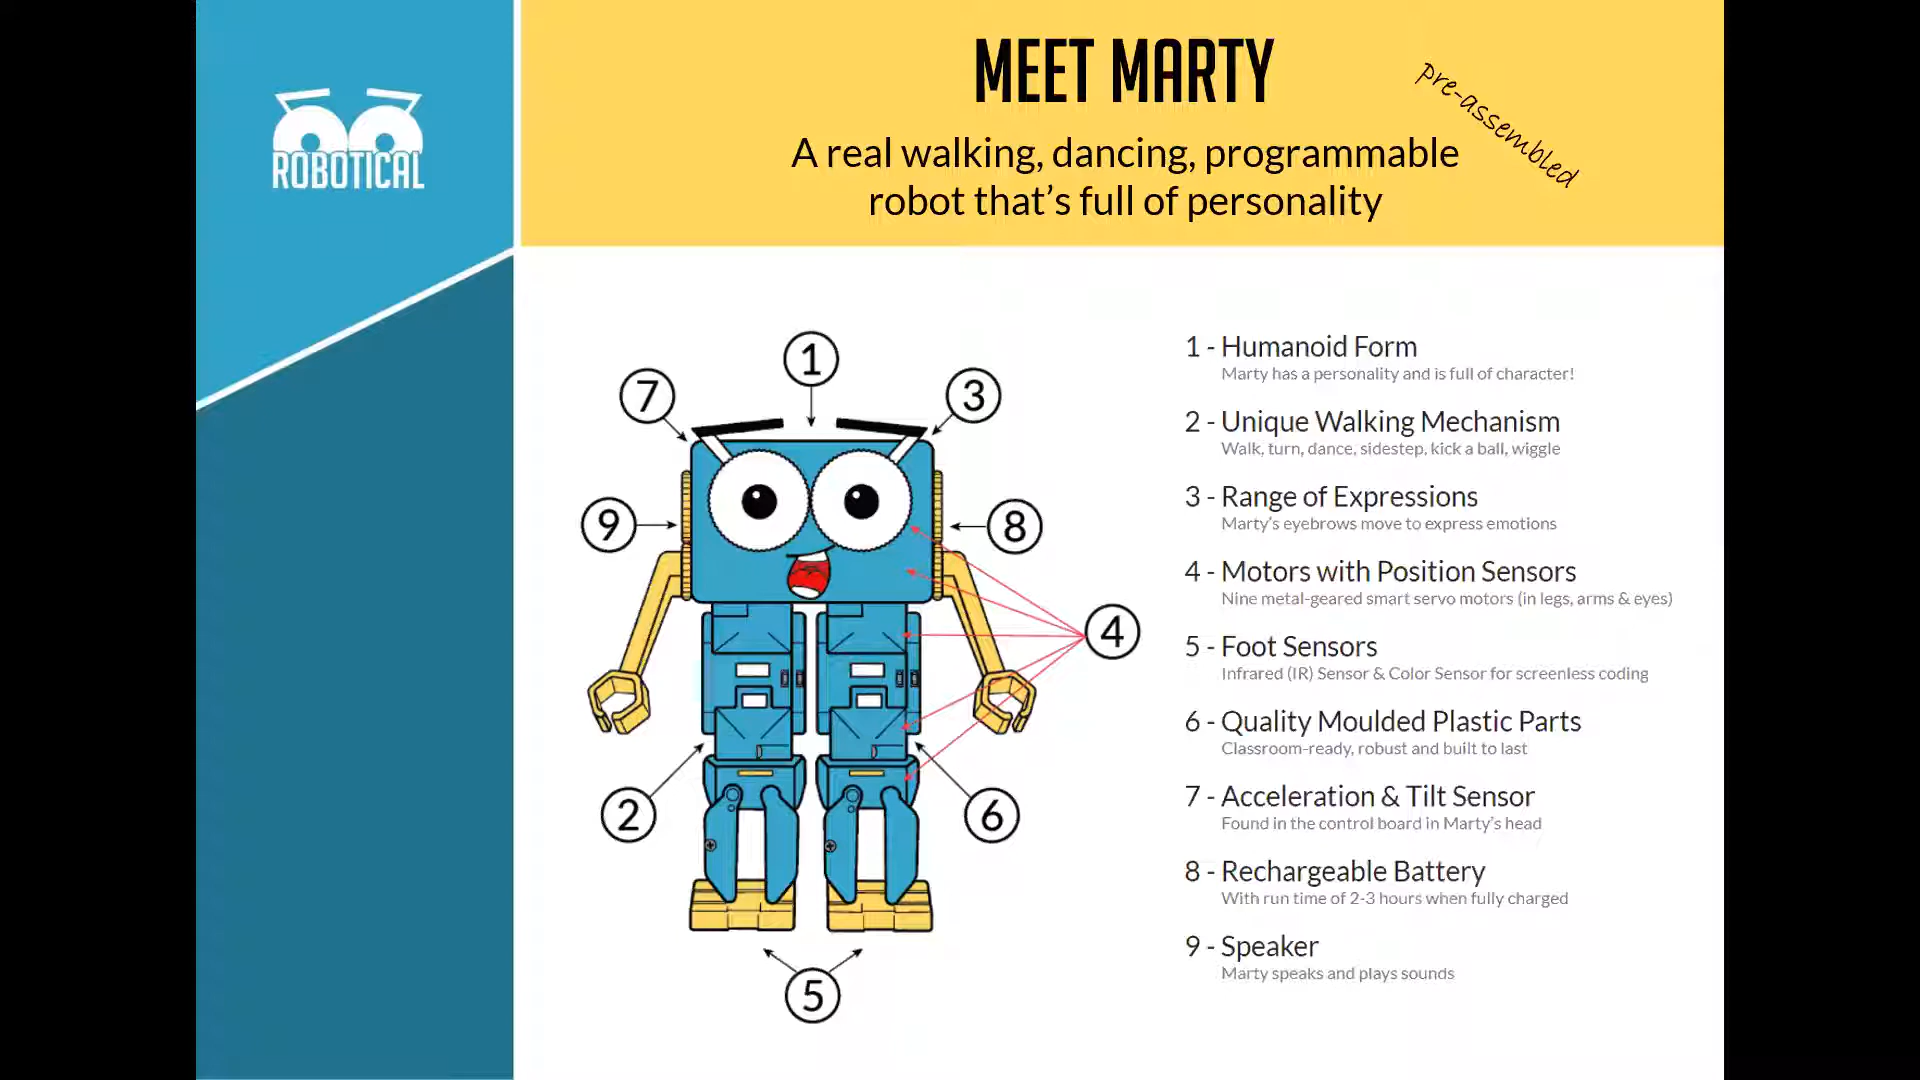 ROBOTICAL
MEET MARTY
pre-assembled
A real walking, dancing, programmable
robot that's full of personality
1
7
3
9
8
4
2
6
5
1 - Humanoid Form
Marty has a personality and is full of character!
2 - Unique Walking Mechanism
Walk, turn, dance, sidestep, kick a ball, wiggle
3 - Range of Expressions
Marty's eyebrows move to express emotions
4 - Motors with Position Sensors
Nine metal-geared smart servo motors (in legs, arms & eyes)
5 - Foot Sensors
Infrared (IR) Sensor & Color Sensor for screenless coding
6 - Quality Moulded Plastic Parts
Classroom-ready, robust and built to last
7 - Acceleration & Tilt Sensor
Found in the control board in Marty's head
8 - Rechargeable Battery
With run time of 2-3 hours when fully charged
9 - Speaker
Marty speaks and plays sounds